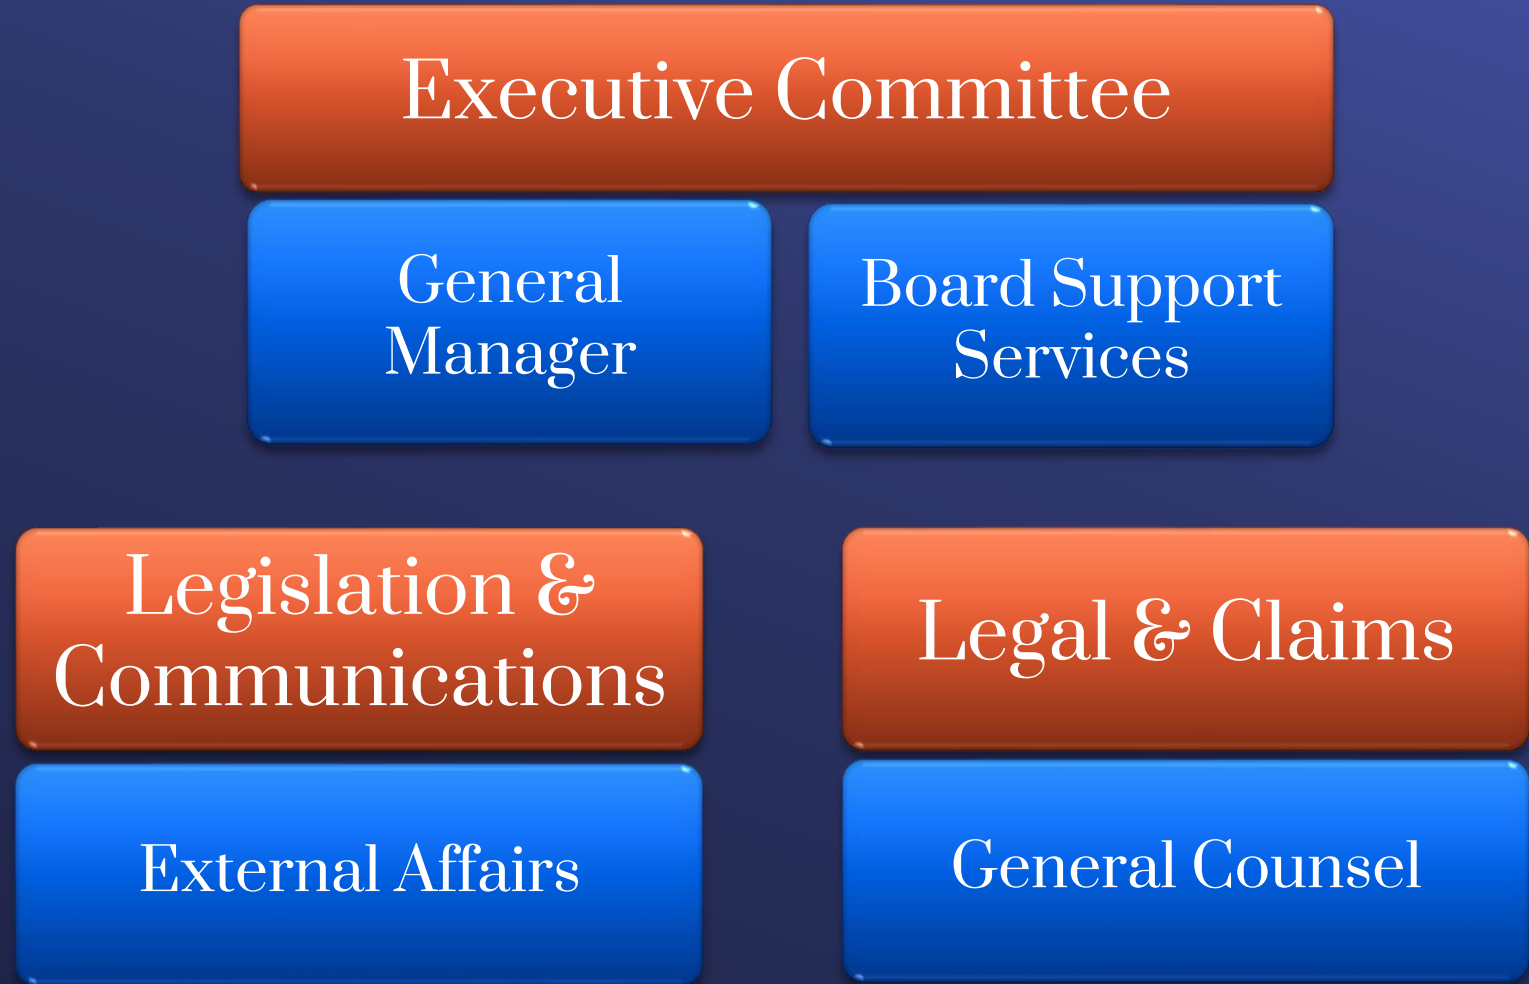 Executive Committee
General
Manager
Board Support
Services
Legislation &
Communications
Legal & Claims
External Affairs
General Counsel